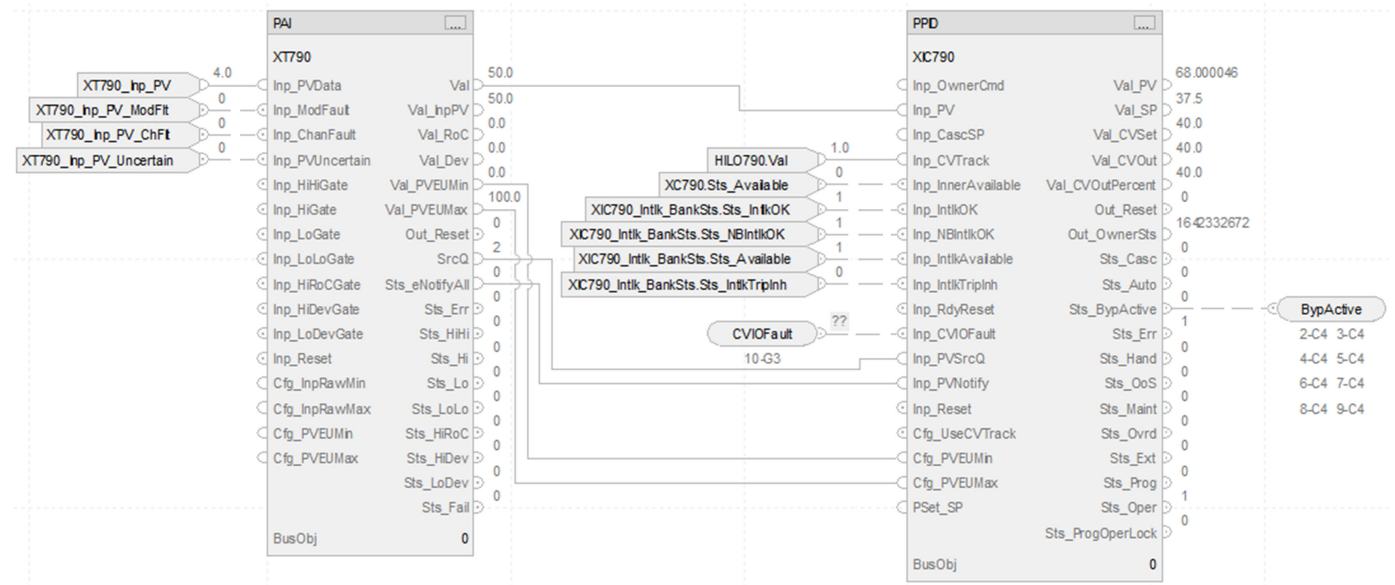 PAI ...
XT790
XT790_Inp_PV 4.0 Inp_PVData Val 50.0
XT790_Inp_PV_ModFlt 0 Inp_ModFault Val_InpPV 50.0
XT790_Inp_PV_ChFlt 0 Inp_ChanFault Val_RoC 0.0
XT790_Inp_PV_Uncertain 0 Inp_PVUncertain Val_Dev 0.0
Inp_HiHiGate Val_PVEUMin 0.0
Inp_HiGate Val_PVEUMax 100.0
Inp_LoGate Out_Reset 0
Inp_LoLoGate SrcQ 2
Inp_HiRoCGate Sts_eNotifyAll 0
Inp_HiDevGate Sts_Err 0
Inp_LoDevGate Sts_HiHi 0
Inp_Reset Sts_Hi 0
Cfg_InpRawMin Sts_Lo 0
Cfg_InpRawMax Sts_LoLo 0
Cfg_PVEUMin Sts_HiRoC 0
Cfg_PVEUMax Sts_HiDev 0
Sts_LoDev 0
Sts_Fail 0
BusObj 0
PPID ...
XIC790
Inp_OwnerCmd Val_PV 68.000046
Inp_PV Val_SP 37.5
Inp_CascSP Val_CVSet 40.0
HILO790.Val 1.0 Inp_CVTrack Val_CVOut 40.0
XC790.Sts_Available 0 Inp_InnerAvailable Val_CVOutPercent 40.0
XIC790_Intlk_BankSts.Sts_IntlkOK 1 Inp_IntlkOK Out_Reset 0
XIC790_Intlk_BankSts.Sts_NBIntlkOK 1 Inp_NBIntlkOK Out_OwnerSts 1642332672
XIC790_Intlk_BankSts.Sts_Available 1 Inp_IntlkAvailable Sts_Casc 0
XIC790_Intlk_BankSts.Sts_IntlkTripInh 0 Inp_IntlkTripInh Sts_Auto 0
Inp_RdyReset Sts_BypActive 0 BypActive
CVIOFault ?? Inp_CVIOFault Sts_Err 1 2-C4 3-C4
10-G3 Inp_PVSrcQ Sts_Hand 0 4-C4 5-C4
Inp_PVNotify Sts_OoS 0 6-C4 7-C4
Inp_Reset Sts_Maint 0 8-C4 9-C4
Cfg_UseCVTrack Sts_Ovrd 0
Cfg_PVEUMin Sts_Ext 0
Cfg_PVEUMax Sts_Prog 0
PSet_SP Sts_Oper 1
Sts_ProgOperLock 0
BusObj 0